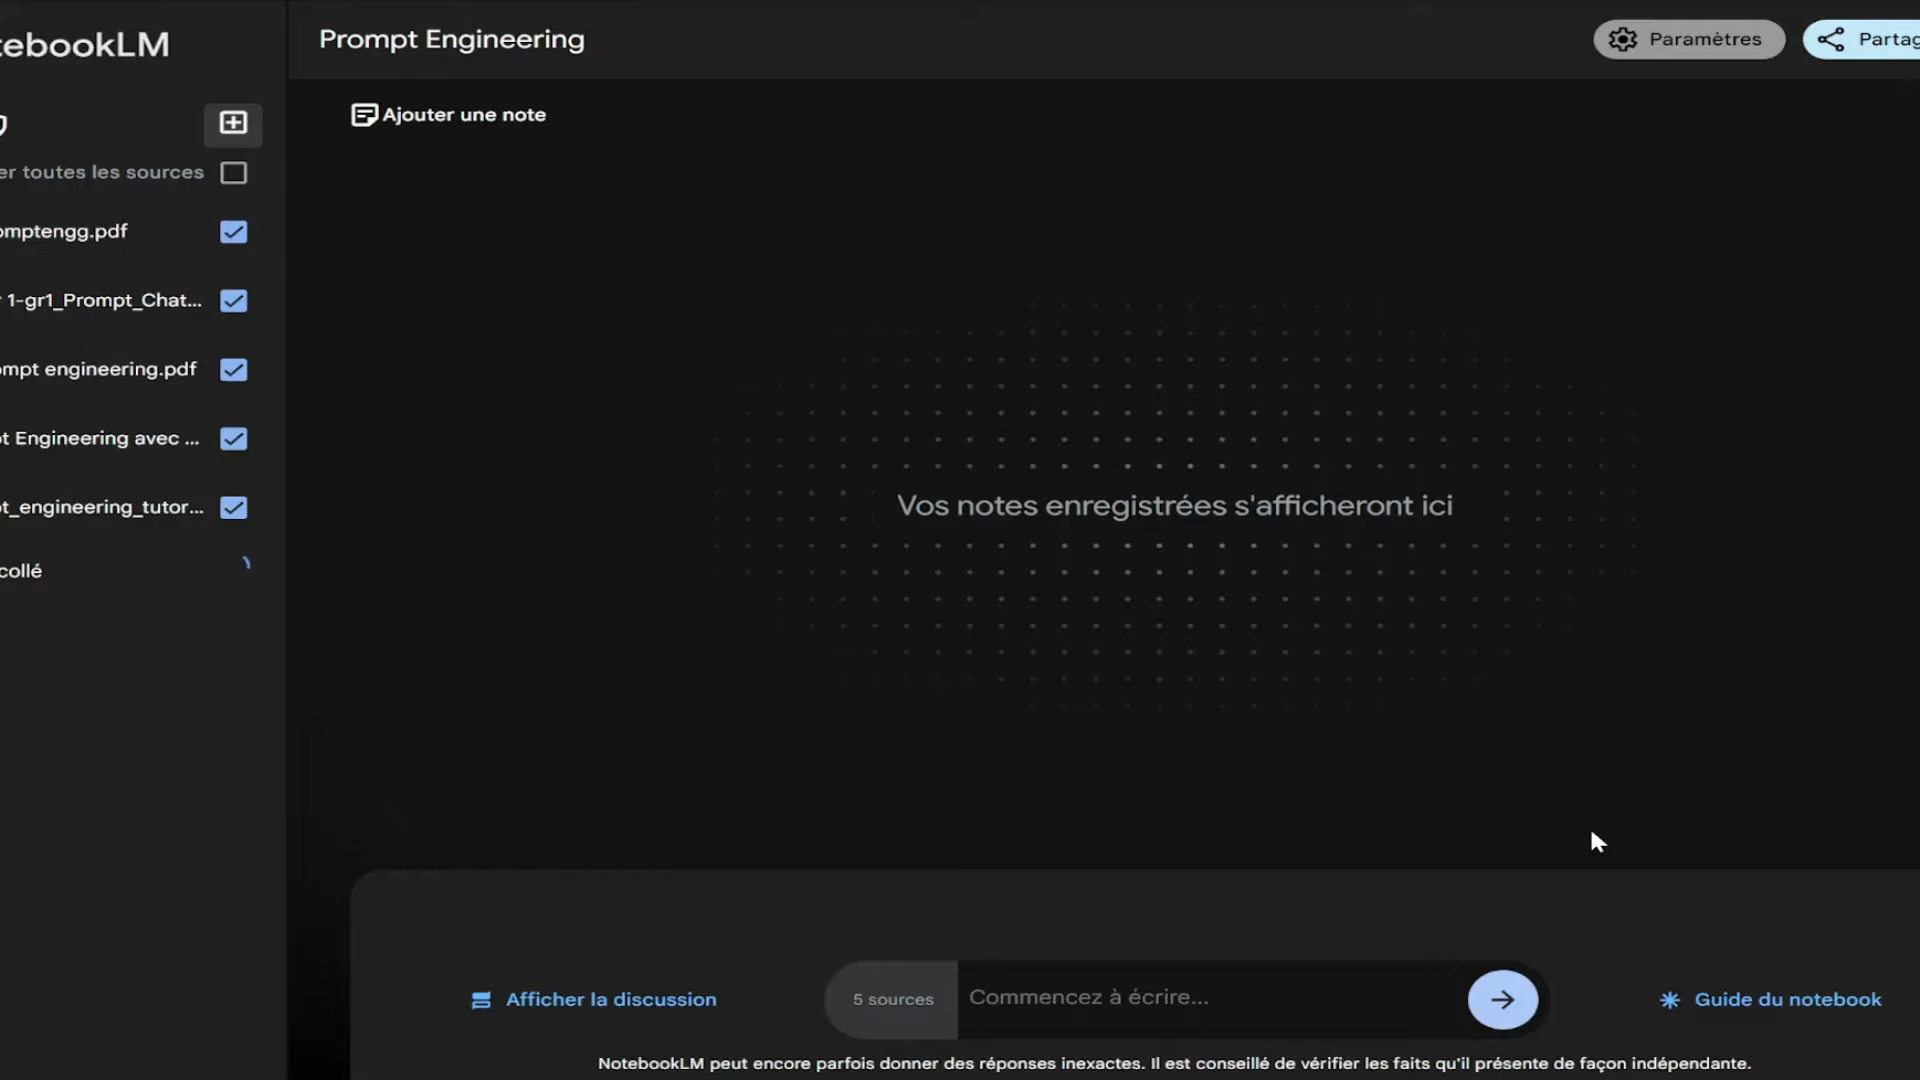 tebookLM
Prompt Engineering
Paramètres
Partag
Ajouter une note
er toutes les sources
omptengg.pdf
r 1-gr1_Prompt_Chat...
ompt engineering.pdf
t Engineering avec ...
t_engineering_tutor...
collé
Vos notes enregistrées s'afficheront ici
Afficher la discussion
5 sources
Commencez à écrire...
Guide du notebook
NotebookLM peut encore parfois donner des réponses inexactes. Il est conseillé de vérifier les faits qu'il présente de façon indépendante.